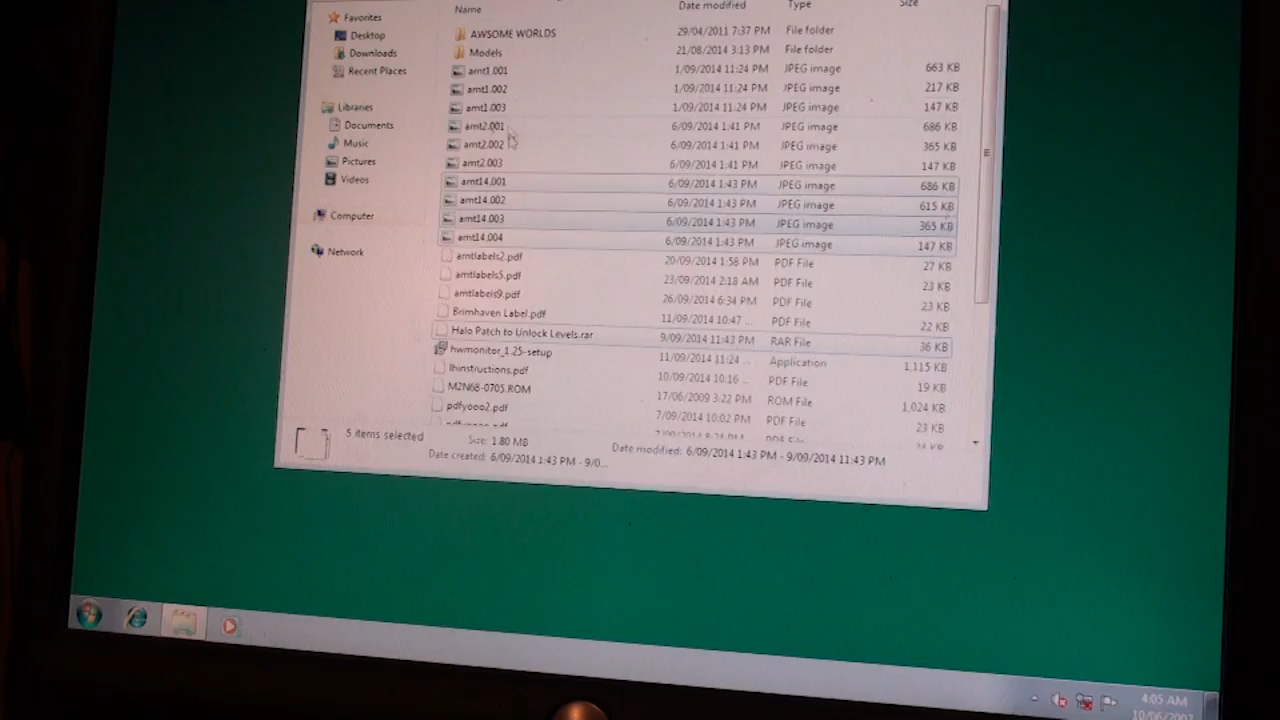 Name Date modified Type Size
Favorites
Desktop
Downloads
Recent Places
Libraries
Documents
Music
Pictures
Videos
Computer
Network
AWSOME WORLDS 29/04/2011 7:37 PM File folder
Models 21/08/2014 3:13 PM File folder
amt1.001 1/09/2014 11:24 PM JPEG image 663 KB
amt1.002 1/09/2014 11:24 PM JPEG image 217 KB
amt1.003 1/09/2014 11:24 PM JPEG image 147 KB
amt2.001 6/09/2014 1:41 PM JPEG image 686 KB
amt2.002 6/09/2014 1:41 PM JPEG image 365 KB
amt2.003 6/09/2014 1:41 PM JPEG image 147 KB
amt14.001 6/09/2014 1:43 PM JPEG image 686 KB
amt14.002 6/09/2014 1:43 PM JPEG image 615 KB
amt14.003 6/09/2014 1:43 PM JPEG image 365 KB
amt14.004 6/09/2014 1:43 PM JPEG image 147 KB
amtlabels2.pdf 20/09/2014 1:58 PM PDF File 27 KB
amtlabels5.pdf 23/09/2014 2:18 AM PDF File 23 KB
amtlabels9.pdf 26/09/2014 6:34 PM PDF File 23 KB
Brimhaven Label.pdf 11/09/2014 10:47 ... PDF File 22 KB
Halo Patch to Unlock Levels.rar 9/09/2014 11:43 PM RAR File 36 KB
hwmonitor_1.25-setup 11/09/2014 11:24 ... Application 1,115 KB
lhinstructions.pdf 10/09/2014 10:16 ... PDF File 19 KB
M2N68-0705.ROM 17/06/2009 3:22 PM ROM File 1,024 KB
pdfyooo2.pdf 7/09/2014 10:02 PM PDF File 23 KB
5 items selected Size: 1.80 MB Date modified: 6/09/2014 1:43 PM - 9/09/2014 11:43 PM
Date created: 6/09/2014 1:43 PM - 9/0...
4:05 AM